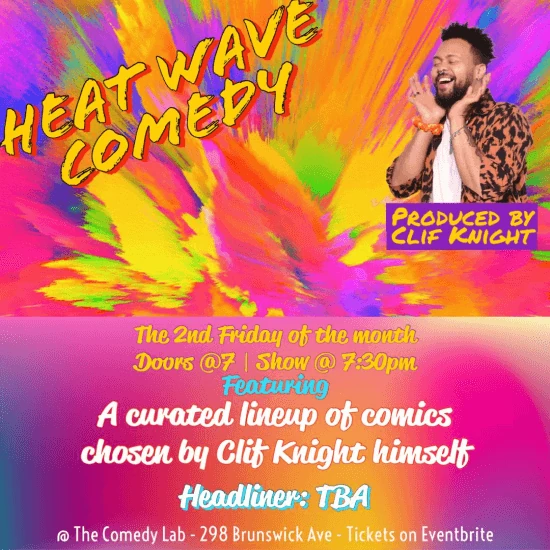 HEAT WAVE
COMEDY
PRODUCED BY
CLIF KNIGHT
The 2nd Friday of the month
Doors @7 | Show @ 7:30pm
Featuring
A curated lineup of comics
chosen by Clif Knight himself
Headliner: TBA
@ The Comedy Lab - 298 Brunswick Ave - Tickets on Eventbrite